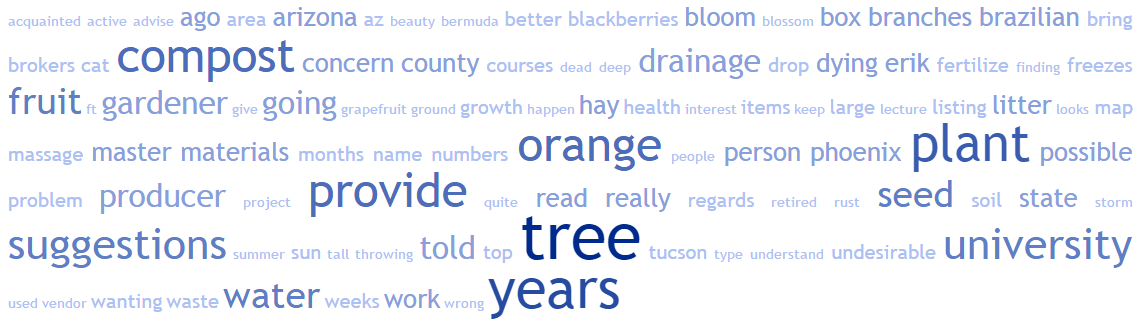 acquainted active advise ago area arizona az beauty bermuda better blackberries bloom blossom box branches brazilian bring
brokers cat compost concern county courses dead deep drainage drop dying erik fertilize finding freezes
fruit ft gardener give going grapefruit ground growth happen hay health interest items keep large lecture listing litter looks map
massage master materials months name numbers orange people person phoenix plant possible
problem producer project provide quite read really regards retired rust seed soil state storm
suggestions summer sun tall throwing told top tree tucson type understand undesirable university
used vendor wanting waste water weeks work wrong years